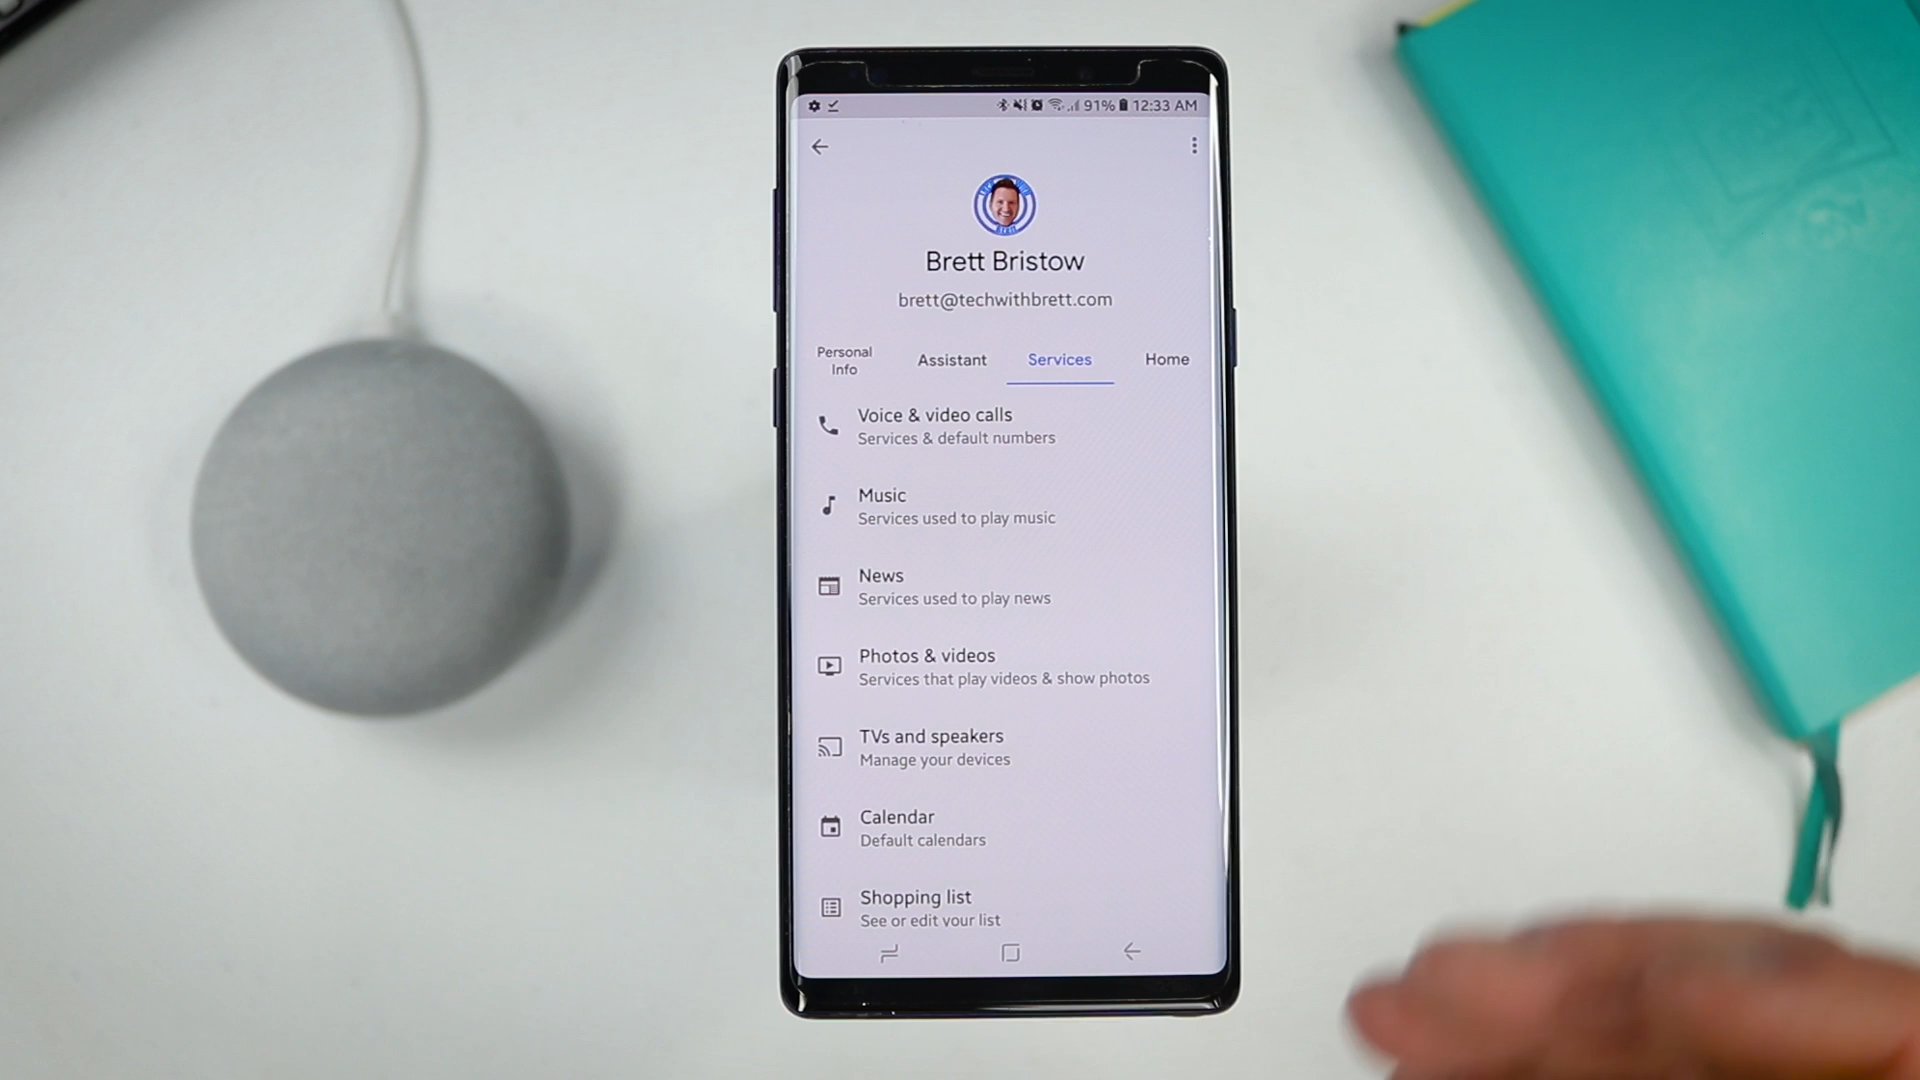 91% 12:33 AM
Brett Bristow
brett@techwithbrett.com
Personal
Info
Assistant
Services
Home
Voice & video calls
Services & default numbers
Music
Services used to play music
News
Services used to play news
Photos & videos
Services that play videos & show photos
TVs and speakers
Manage your devices
Calendar
Default calendars
Shopping list
See or edit your list